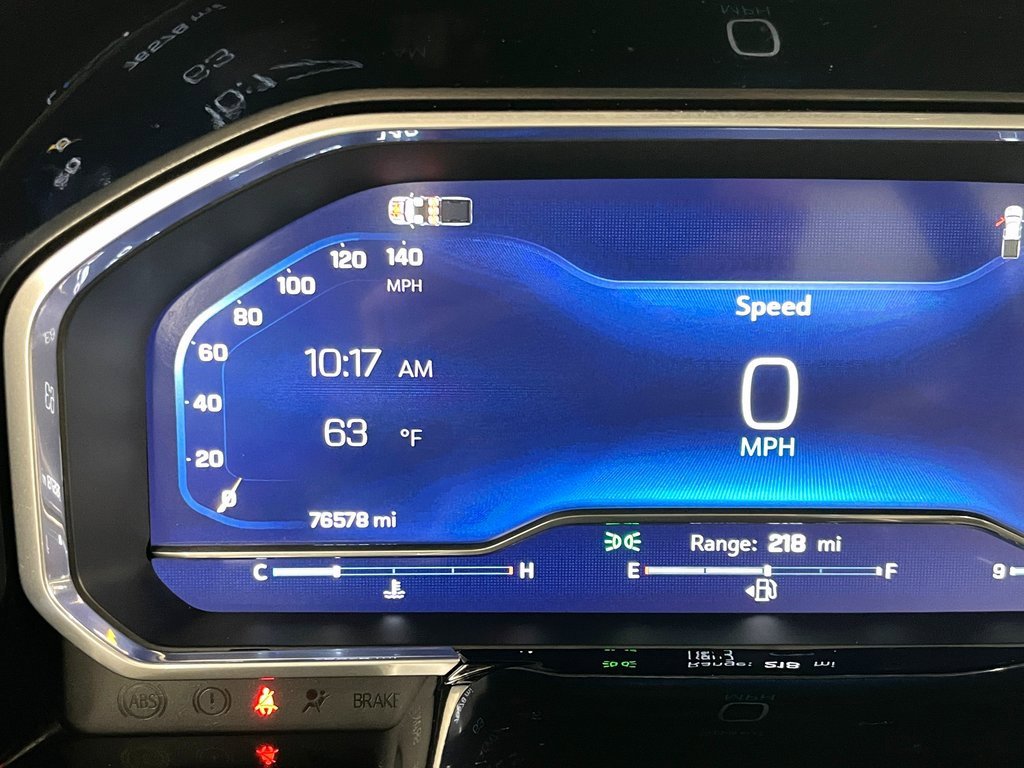 120 140
MPH
100
80
60
40
20
0
10:17 AM
63 °F
76578 mi
Speed
0
MPH
Range: 218 mi
C H
E F
9
ABS BRAKE